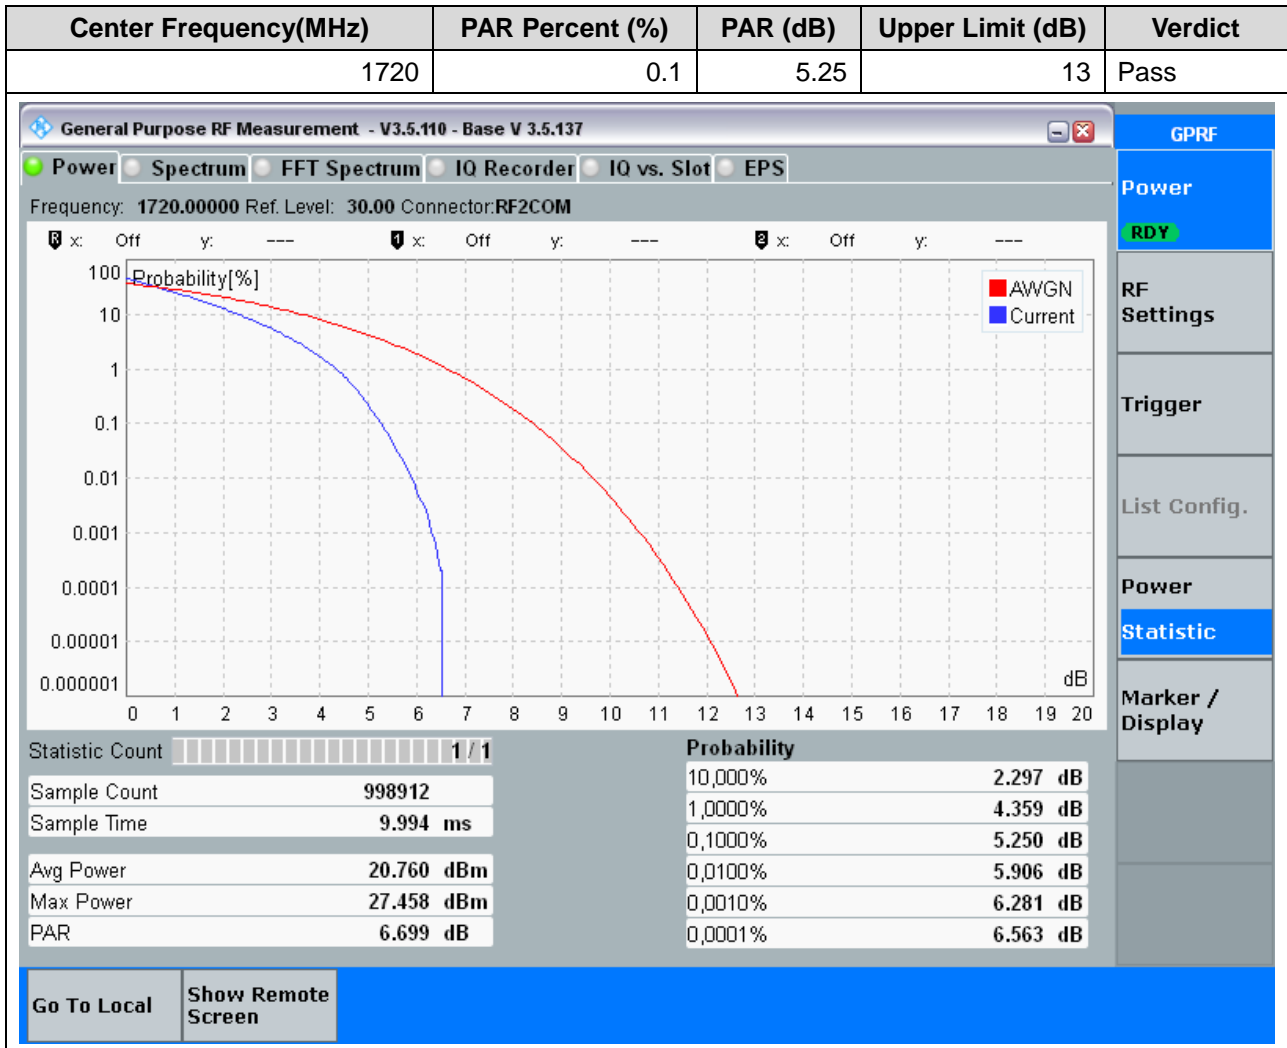 Center Frequency(MHz) PAR Percent (%) PAR (dB) Upper Limit (dB) Verdict
1720 0.1 5.25 13 Pass
General Purpose RF Measurement - V3.5.110 - Base V 3.5.137
GPRF
Power Spectrum FFT Spectrum IQ Recorder IQ vs. Slot EPS
Power
RDY
Frequency: 1720.00000 Ref. Level: 30.00 Connector:RF2COM
R x: Off y: --- 1 x: Off y: --- 2 x: Off y: ---
Probability[%]
AWGN
Current
100
10
1
0.1
0.01
0.001
0.0001
0.00001
0.000001
dB
0 1 2 3 4 5 6 7 8 9 10 11 12 13 14 15 16 17 18 19 20
RF
Settings
Trigger
List Config.
Power
Statistic
Marker /
Display
Statistic Count 1 / 1
Sample Count 998912
Sample Time 9.994 ms
Avg Power 20.760 dBm
Max Power 27.458 dBm
PAR 6.699 dB
Probability
10,000% 2.297 dB
1,0000% 4.359 dB
0,1000% 5.250 dB
0,0100% 5.906 dB
0,0010% 6.281 dB
0,0001% 6.563 dB
Go To Local
Show Remote
Screen